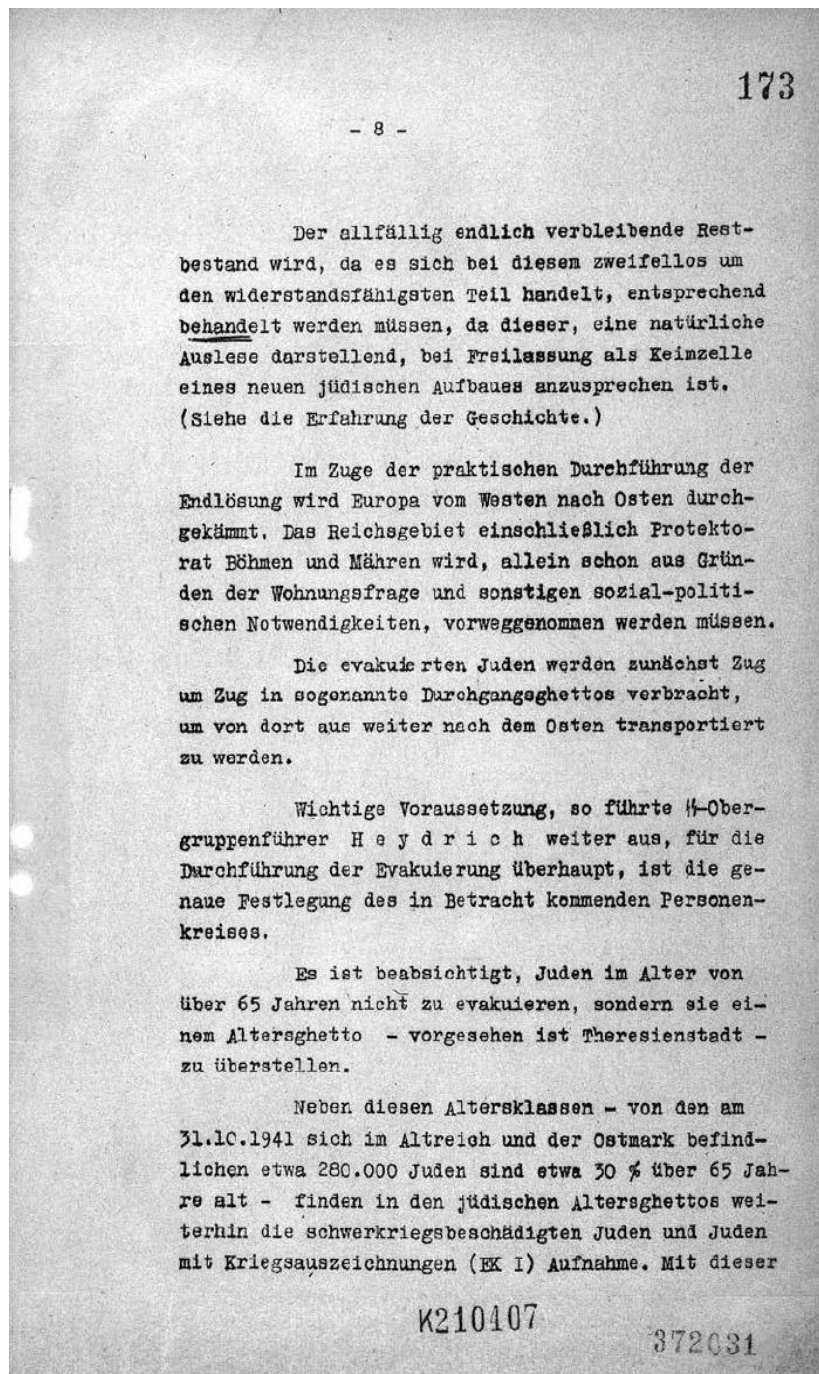 173
- 8 -
Der allfällig endlich verbleibende Rest-
bestand wird, da es sich bei diesem zweifellos um
den widerstandsfähigsten Teil handelt, entsprechend
behandelt werden müssen, da dieser, eine natürliche
Auslese darstellend, bei Freilassung als Keimzelle
eines neuen jüdischen Aufbaues anzusprechen ist.
(Siehe die Erfahrung der Geschichte.)
Im Zuge der praktischen Durchführung der
Endlösung wird Europa vom Westen nach Osten durch-
gekämmt. Das Reichsgebiet einschließlich Protekto-
rat Böhmen und Mähren wird, allein schon aus Grün-
den der Wohnungsfrage und sonstigen sozial-politi-
schen Notwendigkeiten, vorweggenommen werden müssen.
Die evakuierten Juden werden zunächst Zug
um Zug in sogenannte Durchgangsghettos verbracht,
um von dort aus weiter nach dem Osten transportiert
zu werden.
Wichtige Voraussetzung, so führte SS-Ober-
gruppenführer H e y d r i c h weiter aus, für die
Durchführung der Evakuierung überhaupt, ist die ge-
naue Festlegung des in Betracht kommenden Personen-
kreises.
Es ist beabsichtigt, Juden im Alter von
über 65 Jahren nicht zu evakuieren, sondern sie ei-
nem Altersghetto - vorgesehen ist Theresienstadt -
zu überstellen.
Neben diesen Altersklassen - von den am
31.10.1941 sich im Altreich und der Ostmark befind-
lichen etwa 280.000 Juden sind etwa 30 % über 65 Jah-
re alt - finden in den jüdischen Altersghettos wei-
terhin die schwerkriegsbeschädigten Juden und Juden
mit Kriegsauszeichnungen (EK I) Aufnahme. Mit dieser
K210407
372031